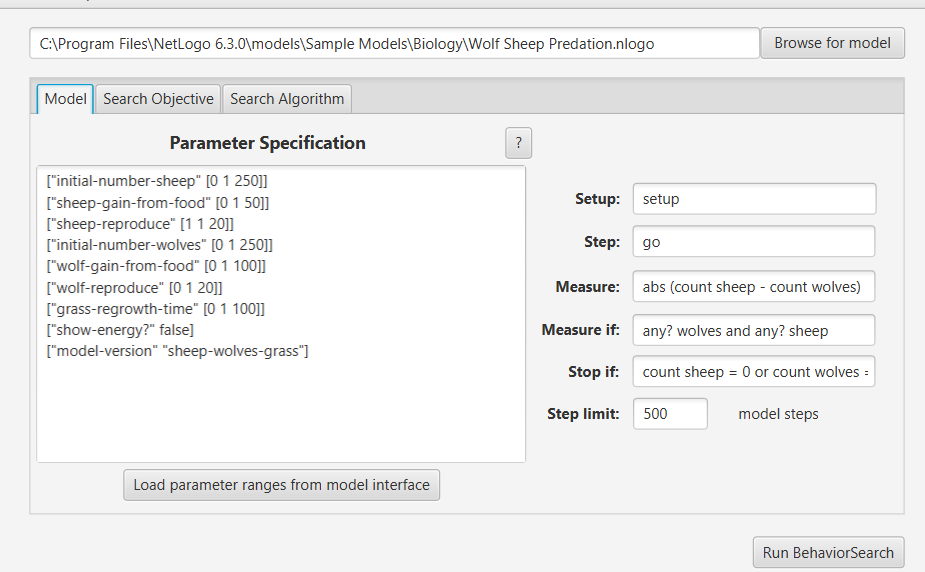 C:\Program Files\NetLogo 6.3.0\models\Sample Models\Biology\Wolf Sheep Predation.nlogo
Browse for model
Model
Search Objective
Search Algorithm
Parameter Specification
?
["initial-number-sheep" [0 1 250]]
["sheep-gain-from-food" [0 1 50]]
["sheep-reproduce" [1 1 20]]
["initial-number-wolves" [0 1 250]]
["wolf-gain-from-food" [0 1 100]]
["wolf-reproduce" [0 1 20]]
["grass-regrowth-time" [0 1 100]]
["show-energy?" false]
["model-version" "sheep-wolves-grass"]
Load parameter ranges from model interface
Setup: setup
Step: go
Measure: abs (count sheep - count wolves)
Measure if: any? wolves and any? sheep
Stop if: count sheep = 0 or count wolves =
Step limit: 500 model steps
Run BehaviorSearch